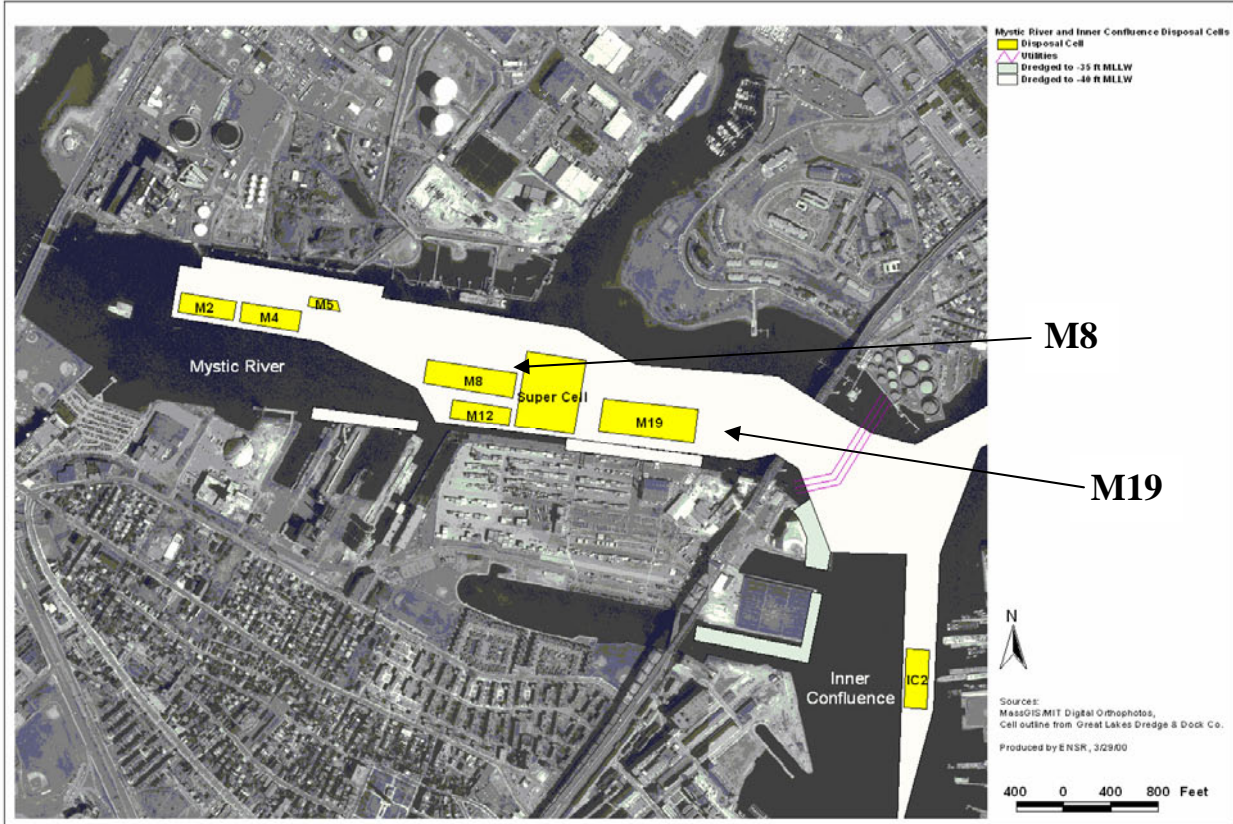 Mystic River and Inner Confluence Disposal Cells
Disposal Cell
Utilities
Dredged to -35 ft MLLW
Dredged to -40 ft MLLW
M2
M4
M5
Mystic River
M8
M12
Super Cell
M19
M8
M19
Inner
Confluence
IC2
N
Sources:
MassGIS/MIT Digital Orthophotos,
Cell outline from Great Lakes Dredge & Dock Co.
Produced by ENSR, 3/29/00
400 0 400 800 Feet